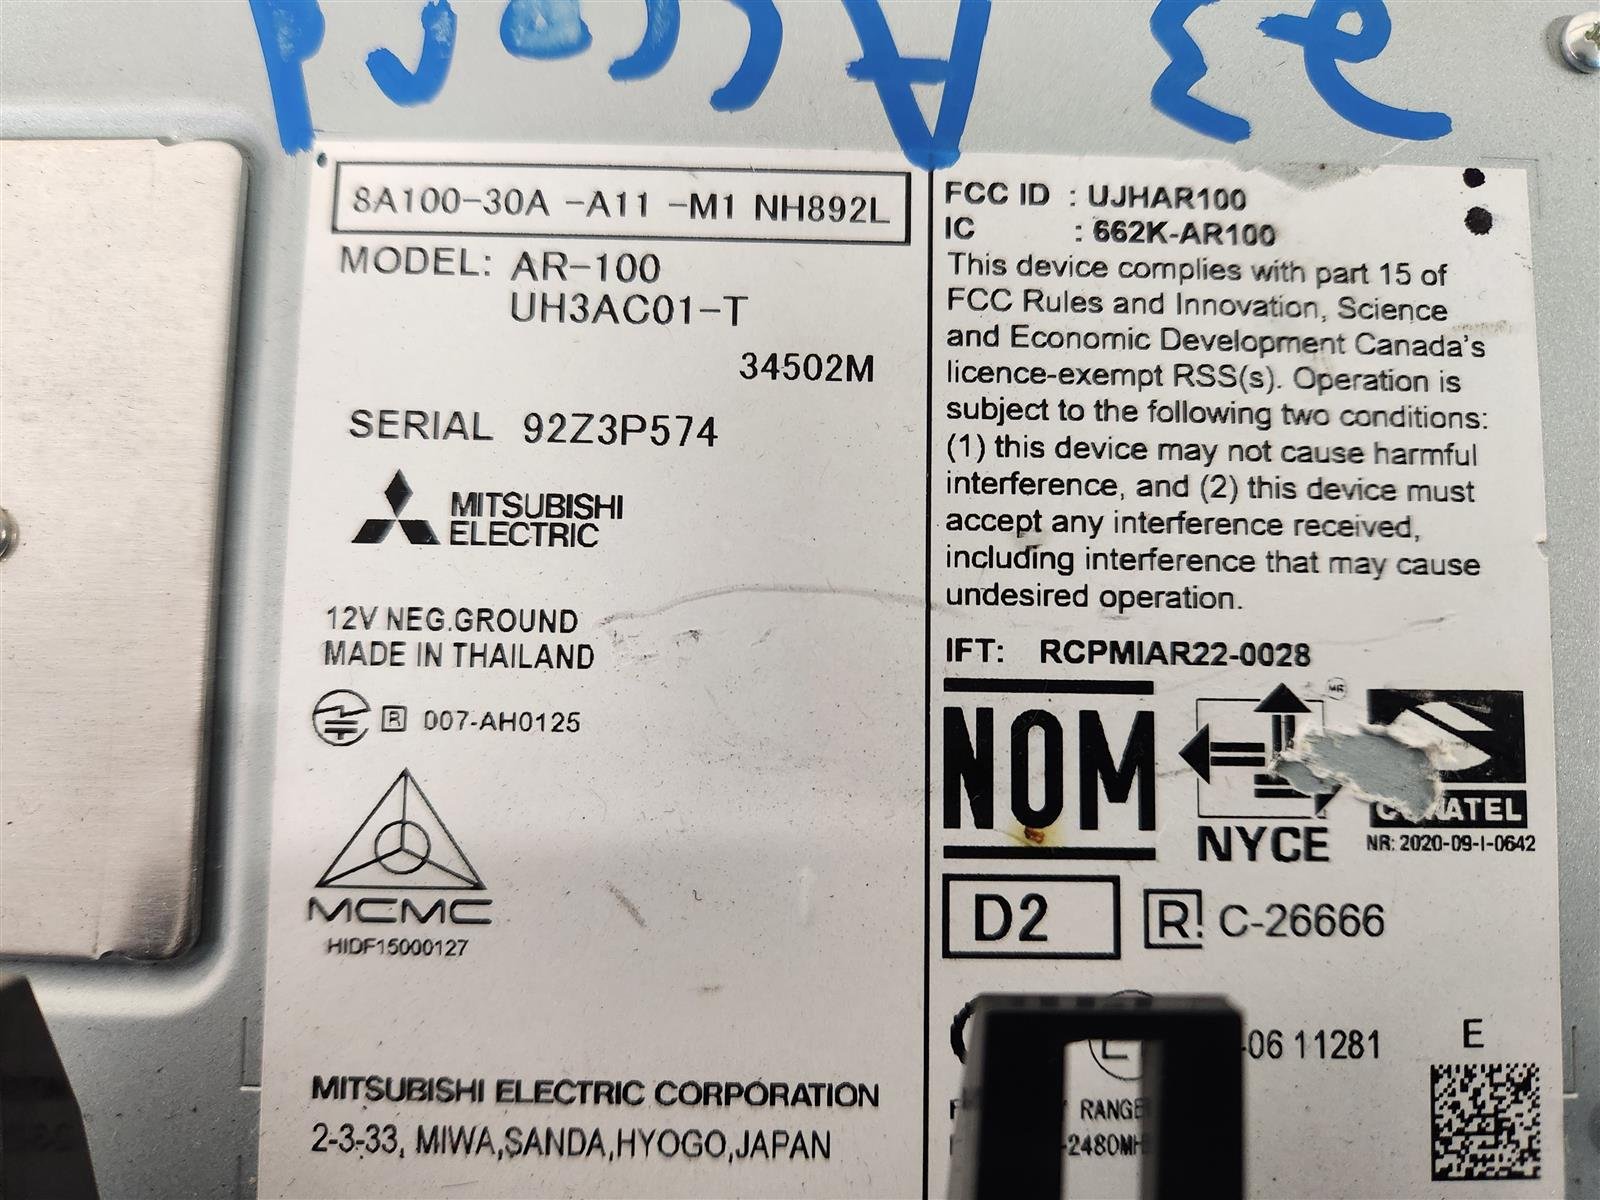 23 Accord
8A100-30A -A11 -M1 NH892L
MODEL: AR-100
UH3AC01-T
34502M
SERIAL 92Z3P574
MITSUBISHI
ELECTRIC
12V NEG.GROUND
MADE IN THAILAND
R 007-AH0125
MCMC
HIDF15000127
MITSUBISHI ELECTRIC CORPORATION
2-3-33, MIWA,SANDA,HYOGO,JAPAN
FCC ID : UJHAR100
IC : 662K-AR100
This device complies with part 15 of
FCC Rules and Innovation, Science
and Economic Development Canada's
licence-exempt RSS(s). Operation is
subject to the following two conditions:
(1) this device may not cause harmful
interference, and (2) this device must
accept any interference received,
including interference that may cause
undesired operation.
IFT: RCPMIAR22-0028
NOM
NYCE
MR
NR: 2020-09-I-0642
D2
R! C-26666
-06 11281
E
RANGE
-2480MH